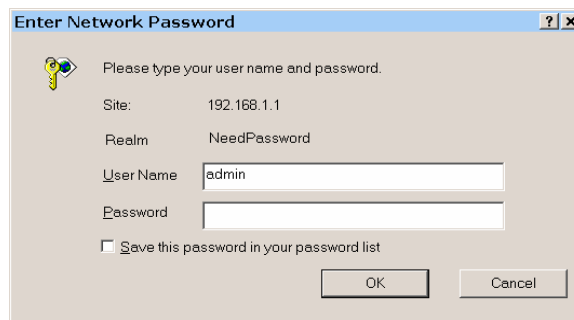 Enter Network Password
? x
Please type your user name and password.
Site: 192.168.1.1
Realm NeedPassword
User Name admin
Password
Save this password in your password list
OK Cancel